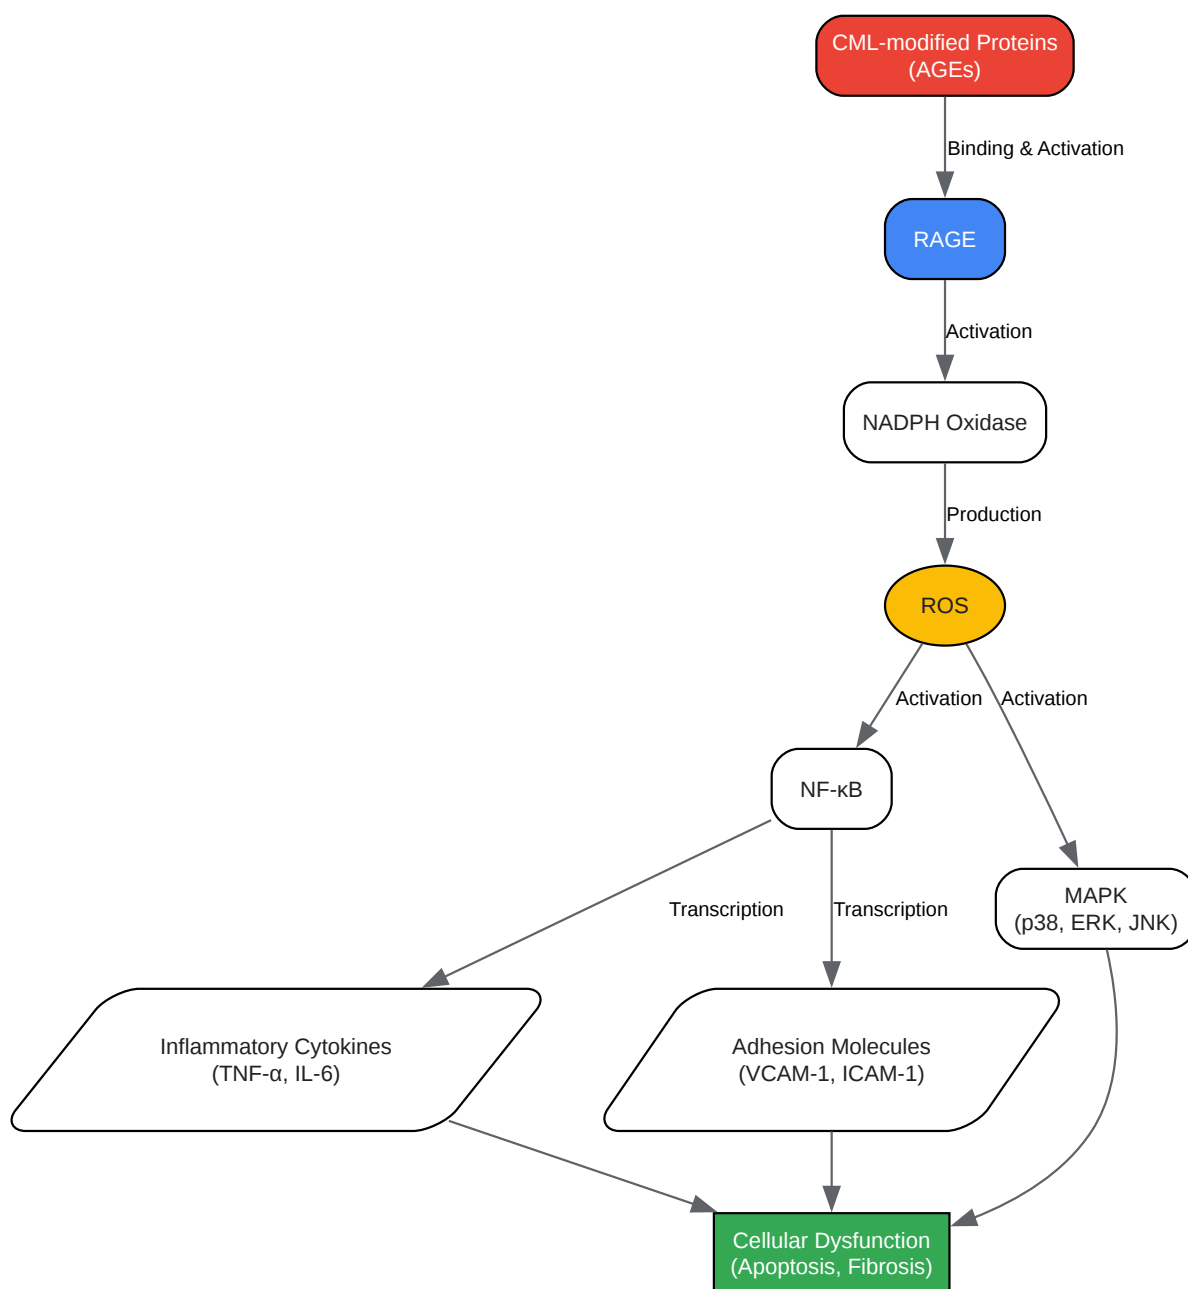 CML-modified Proteins
(AGEs)
Binding & Activation
RAGE
Activation
NADPH Oxidase
Production
ROS
Activation
Activation
NF-κB
MAPK
(p38, ERK, JNK)
Transcription
Transcription
Inflammatory Cytokines
(TNF-α, IL-6)
Adhesion Molecules
(VCAM-1, ICAM-1)
Cellular Dysfunction
(Apoptosis, Fibrosis)